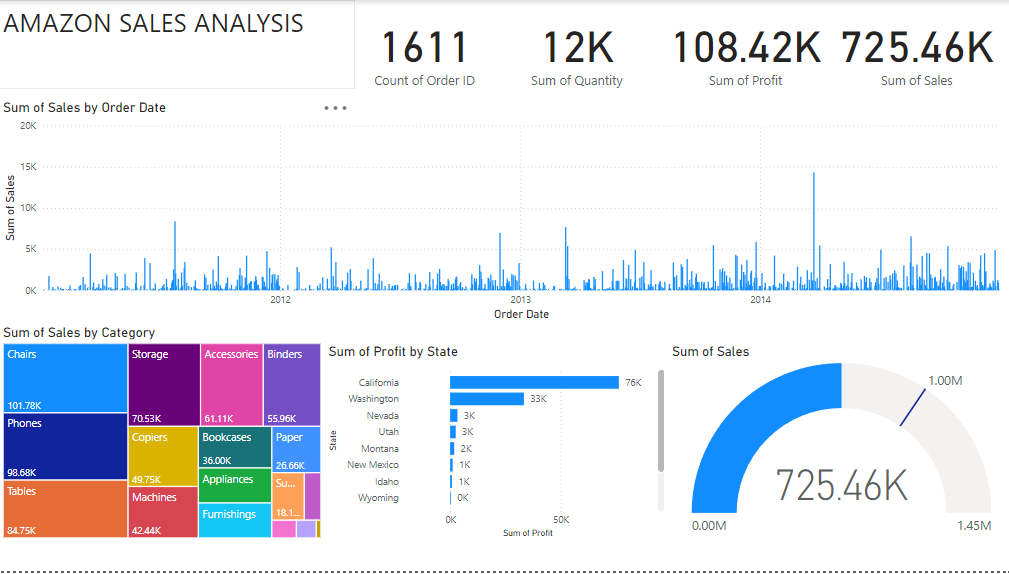 AMAZON SALES ANALYSIS
1611
Count of Order ID
12K
Sum of Quantity
108.42K
Sum of Profit
725.46K
Sum of Sales
Sum of Sales by Order Date
Sum of Sales
20K
15K
10K
5K
0K
2012
2013
2014
Order Date
Sum of Sales by Category
Chairs
101.78K
Phones
98.68K
Tables
84.75K
Storage
70.53K
Copiers
49.75K
Machines
42.44K
Accessories
61.11K
Binders
55.96K
Bookcases
36.00K
Appliances
Furnishings
Paper
26.66K
Su...
18.1...
Sum of Profit by State
State
California
76K
Washington
33K
Nevada
3K
Utah
3K
Montana
2K
New Mexico
1K
Idaho
1K
Wyoming
0K
0K
50K
Sum of Profit
Sum of Sales
1.00M
725.46K
0.00M
1.45M